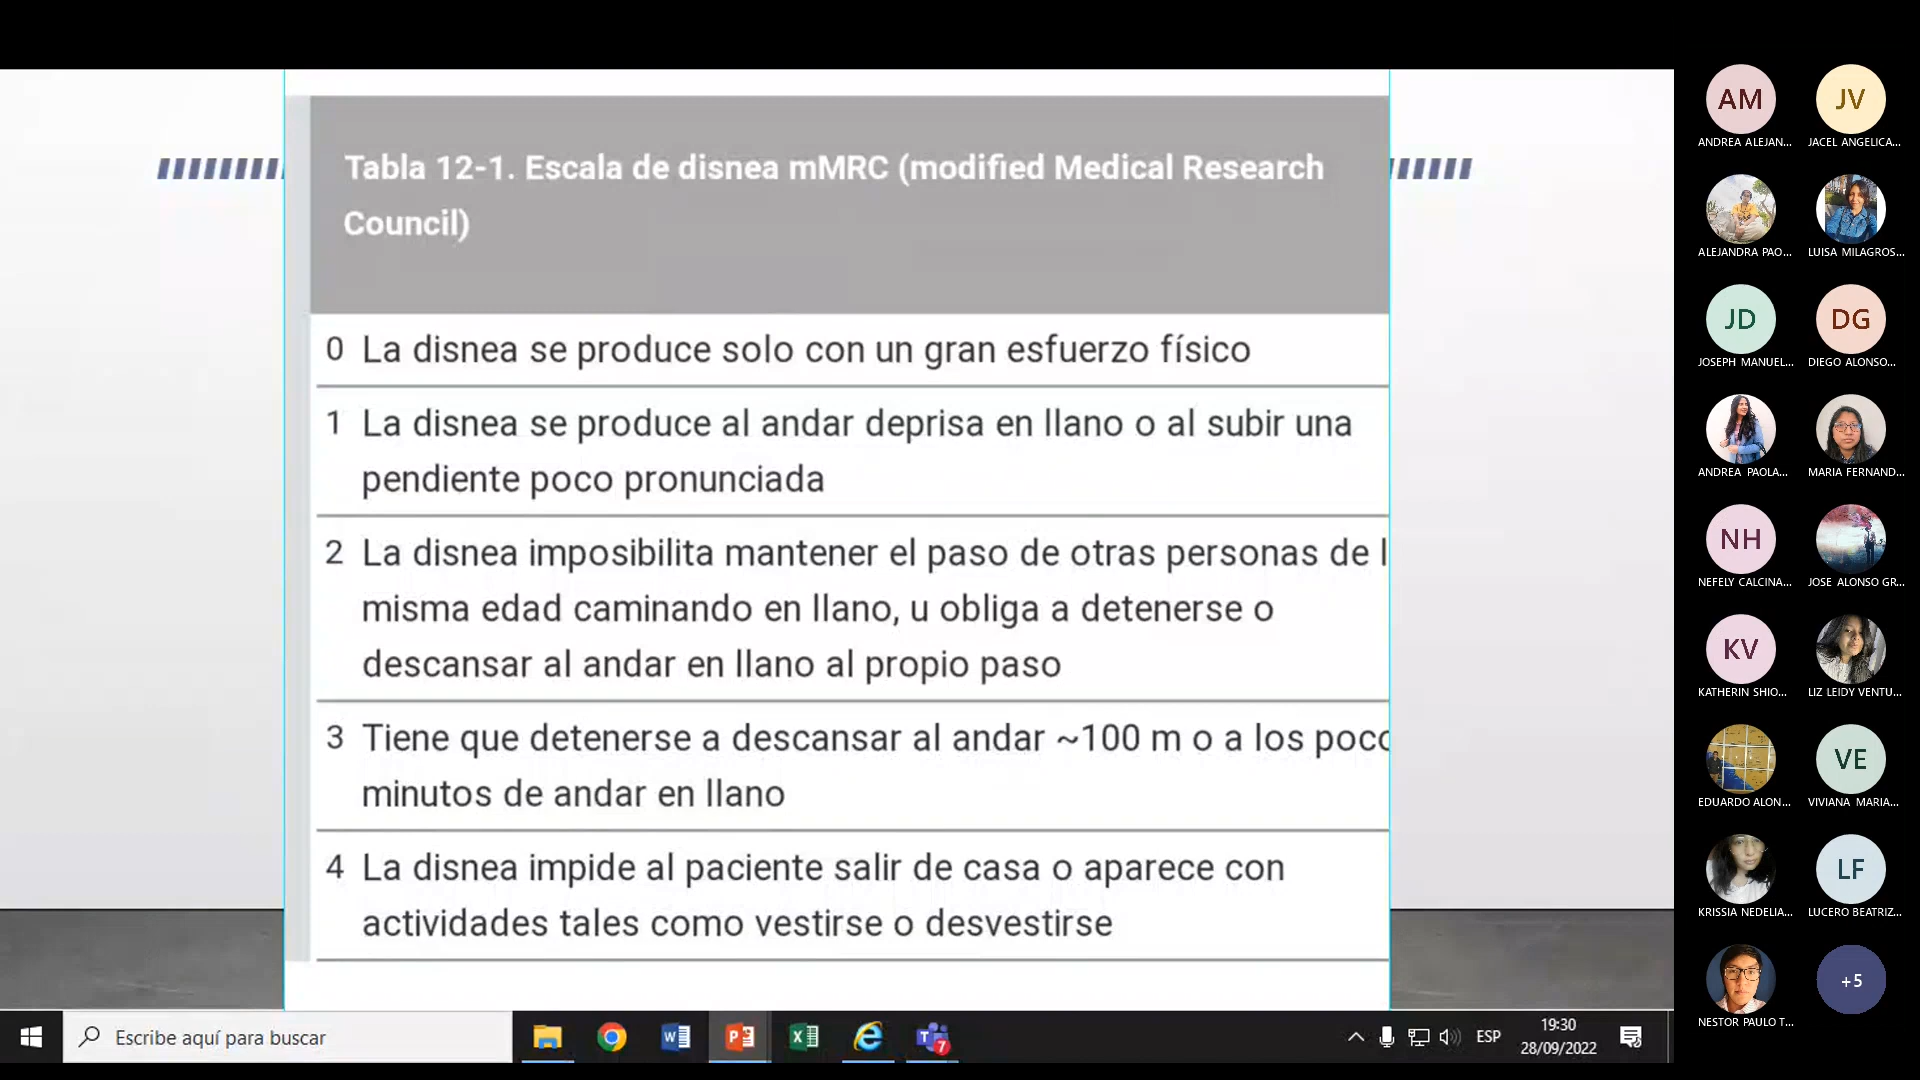 Tabla 12-1. Escala de disnea mMRC (modified Medical Research
Council)
0 La disnea se produce solo con un gran esfuerzo físico
1 La disnea se produce al andar deprisa en llano o al subir una
pendiente poco pronunciada
2 La disnea imposibilita mantener el paso de otras personas de l
misma edad caminando en llano, u obliga a detenerse o
descansar al andar en llano al propio paso
3 Tiene que detenerse a descansar al andar ~100 m o a los poco
minutos de andar en llano
4 La disnea impide al paciente salir de casa o aparece con
actividades tales como vestirse o desvestirse
AM
ANDREA ALEJAN...
JV
JACEL ANGELICA...
ALEJANDRA PAO...
LUISA MILAGROS...
JD
JOSEPH MANUEL...
DG
DIEGO ALONSO...
ANDREA PAOLA...
MARIA FERNAND...
NH
NEFELY CALCINA...
JOSE ALONSO GR...
KV
KATHERIN SHIO...
LIZ LEIDY VENTU...
EDUARDO ALON...
VE
VIVIANA MARIA...
KRISSIA NEDELIA...
LF
LUCERO BEATRIZ...
NESTOR PAULO T...
+5
Escribe aquí para buscar
7
ESP
19:30
28/09/2022